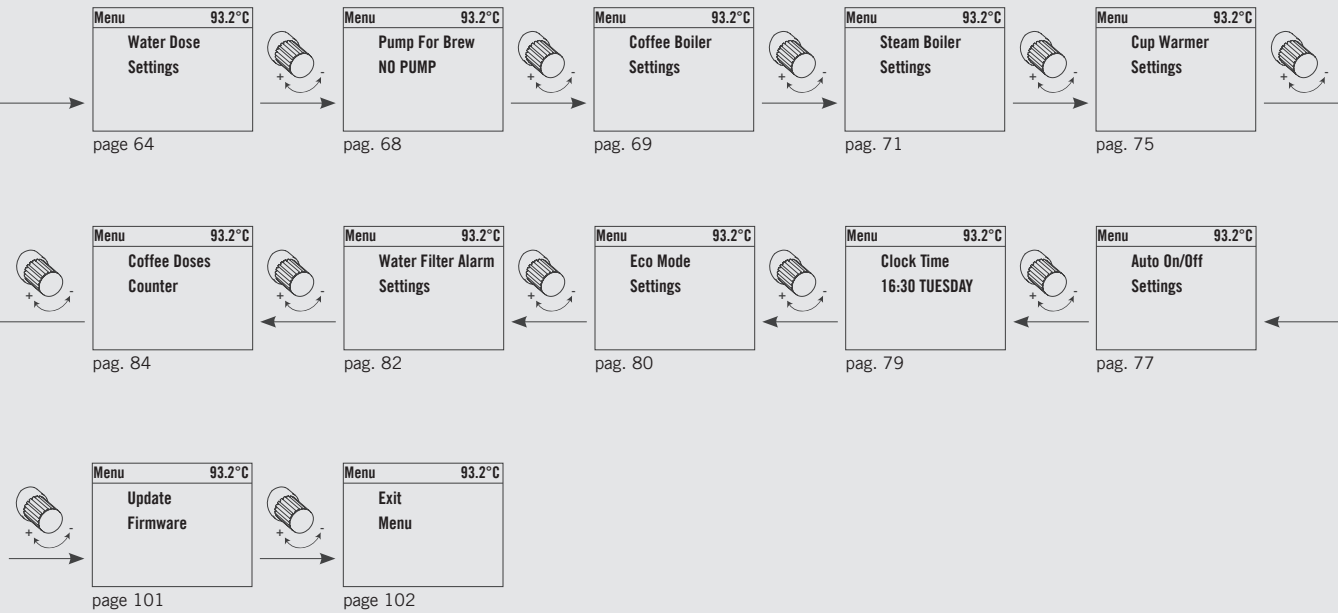 Menu 93.2°C
Water Dose
Settings
page 64
+ -
Menu 93.2°C
Pump For Brew
NO PUMP
pag. 68
+ -
Menu 93.2°C
Coffee Boiler
Settings
pag. 69
+ -
Menu 93.2°C
Steam Boiler
Settings
pag. 71
+ -
Menu 93.2°C
Cup Warmer
Settings
pag. 75
+ -
+ -
Menu 93.2°C
Coffee Doses
Counter
pag. 84
+ -
Menu 93.2°C
Water Filter Alarm
Settings
pag. 82
+ -
Menu 93.2°C
Eco Mode
Settings
pag. 80
+ -
Menu 93.2°C
Clock Time
16:30 TUESDAY
pag. 79
+ -
Menu 93.2°C
Auto On/Off
Settings
pag. 77
+ -
Menu 93.2°C
Update
Firmware
page 101
+ -
Menu 93.2°C
Exit
Menu
page 102